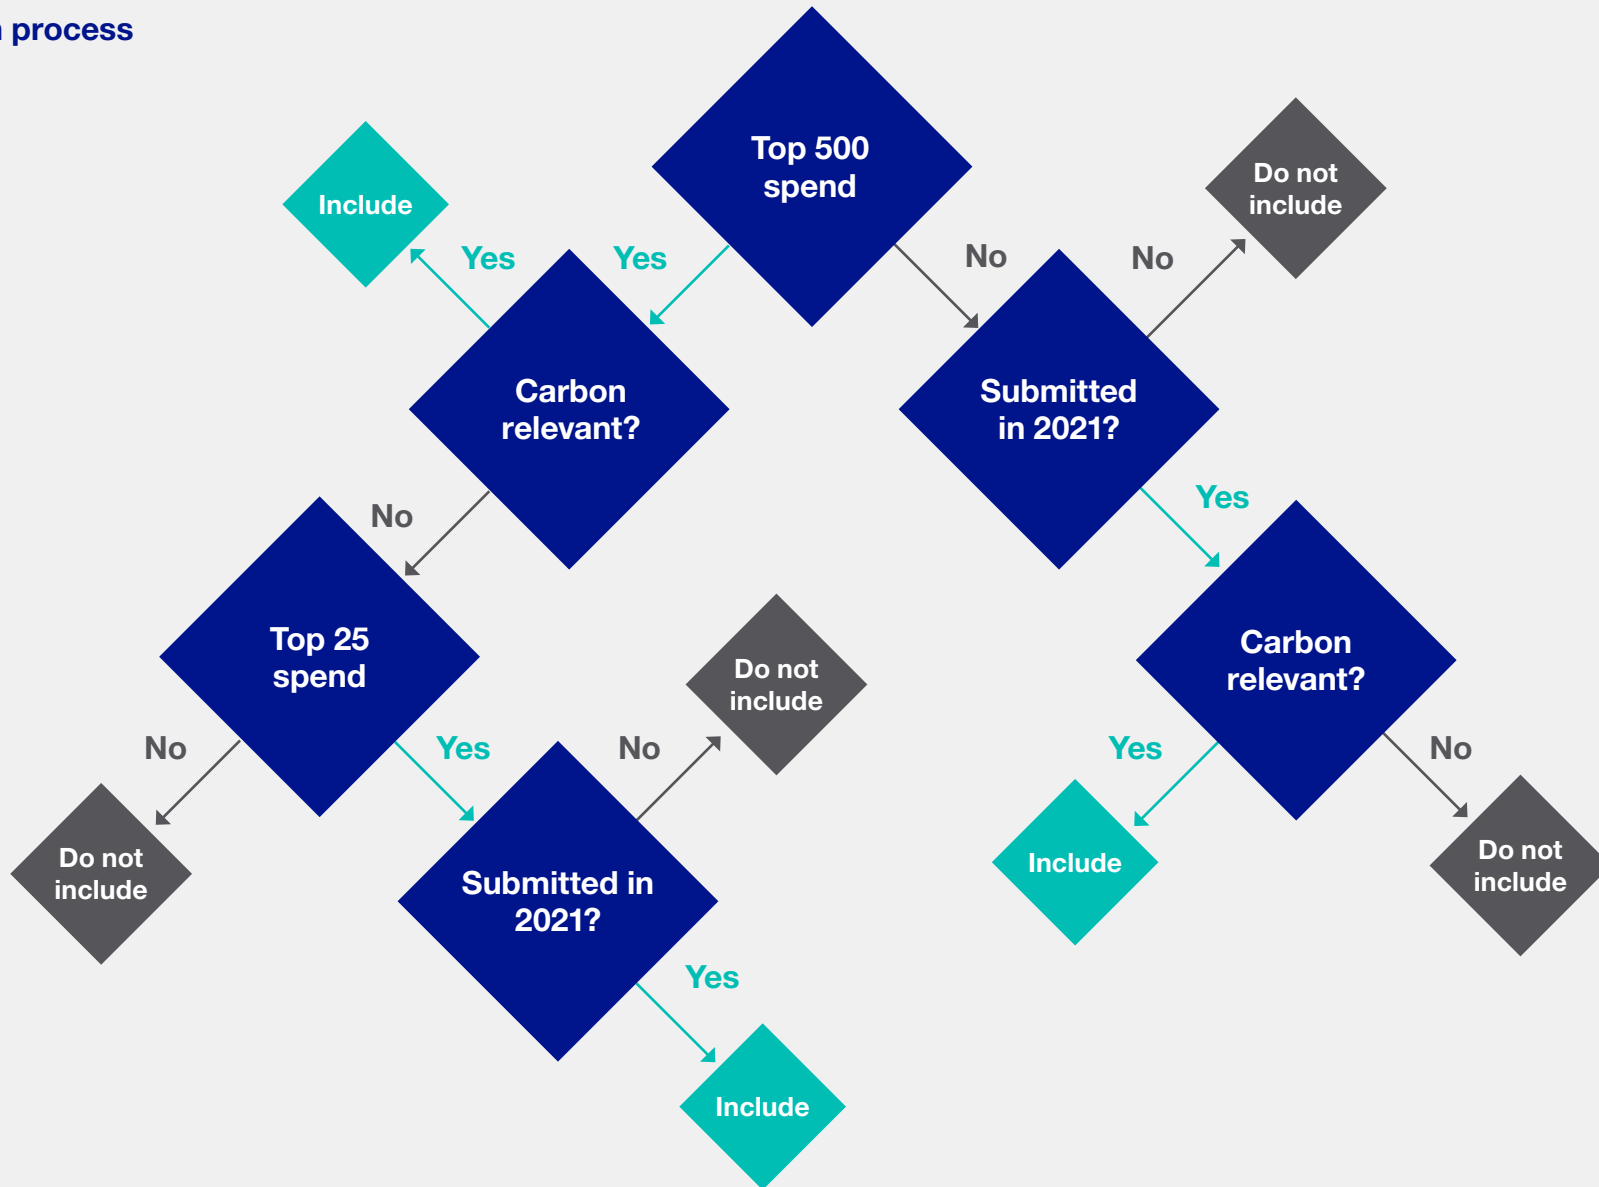 process
Top 500
spend
Do not
include
Include
Yes
Yes
No
No
Carbon
relevant?
Submitted
in 2021?
No
Yes
Top 25
spend
Do not
include
Carbon
relevant?
No
Yes
No
Yes
No
Do not
include
Submitted in
2021?
Include
Do not
include
Yes
Include